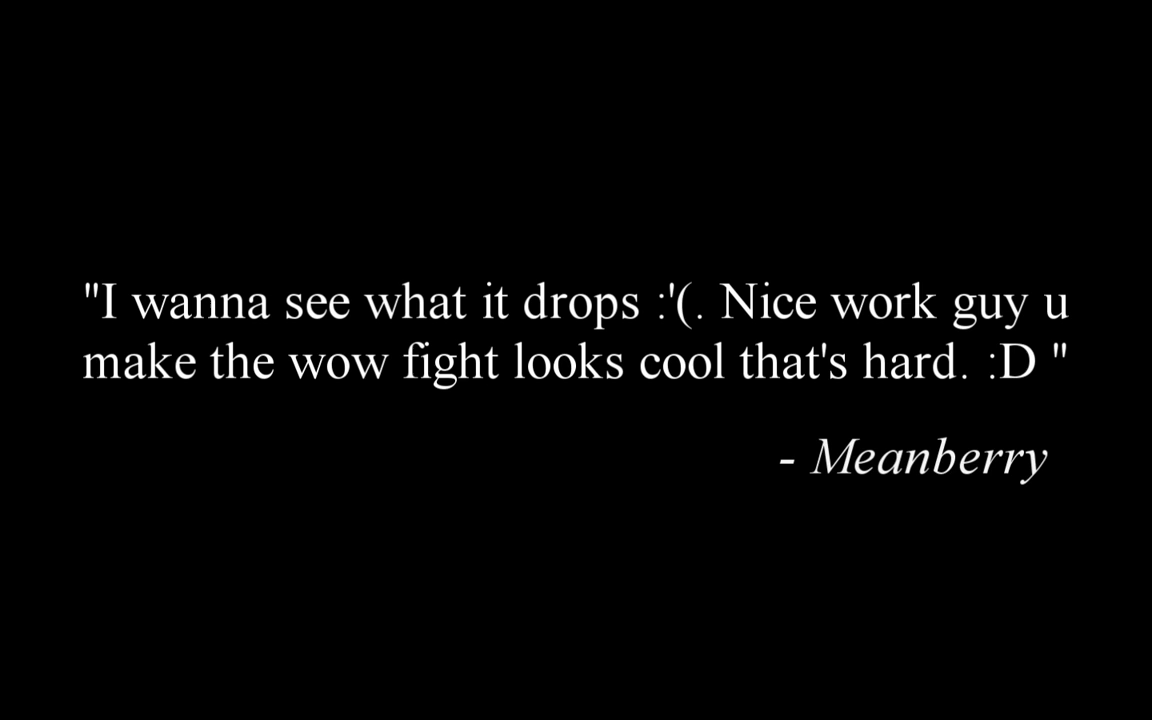 "I wanna see what it drops :'(. Nice work guy u
make the wow fight looks cool that's hard. :D "
- Meanberry